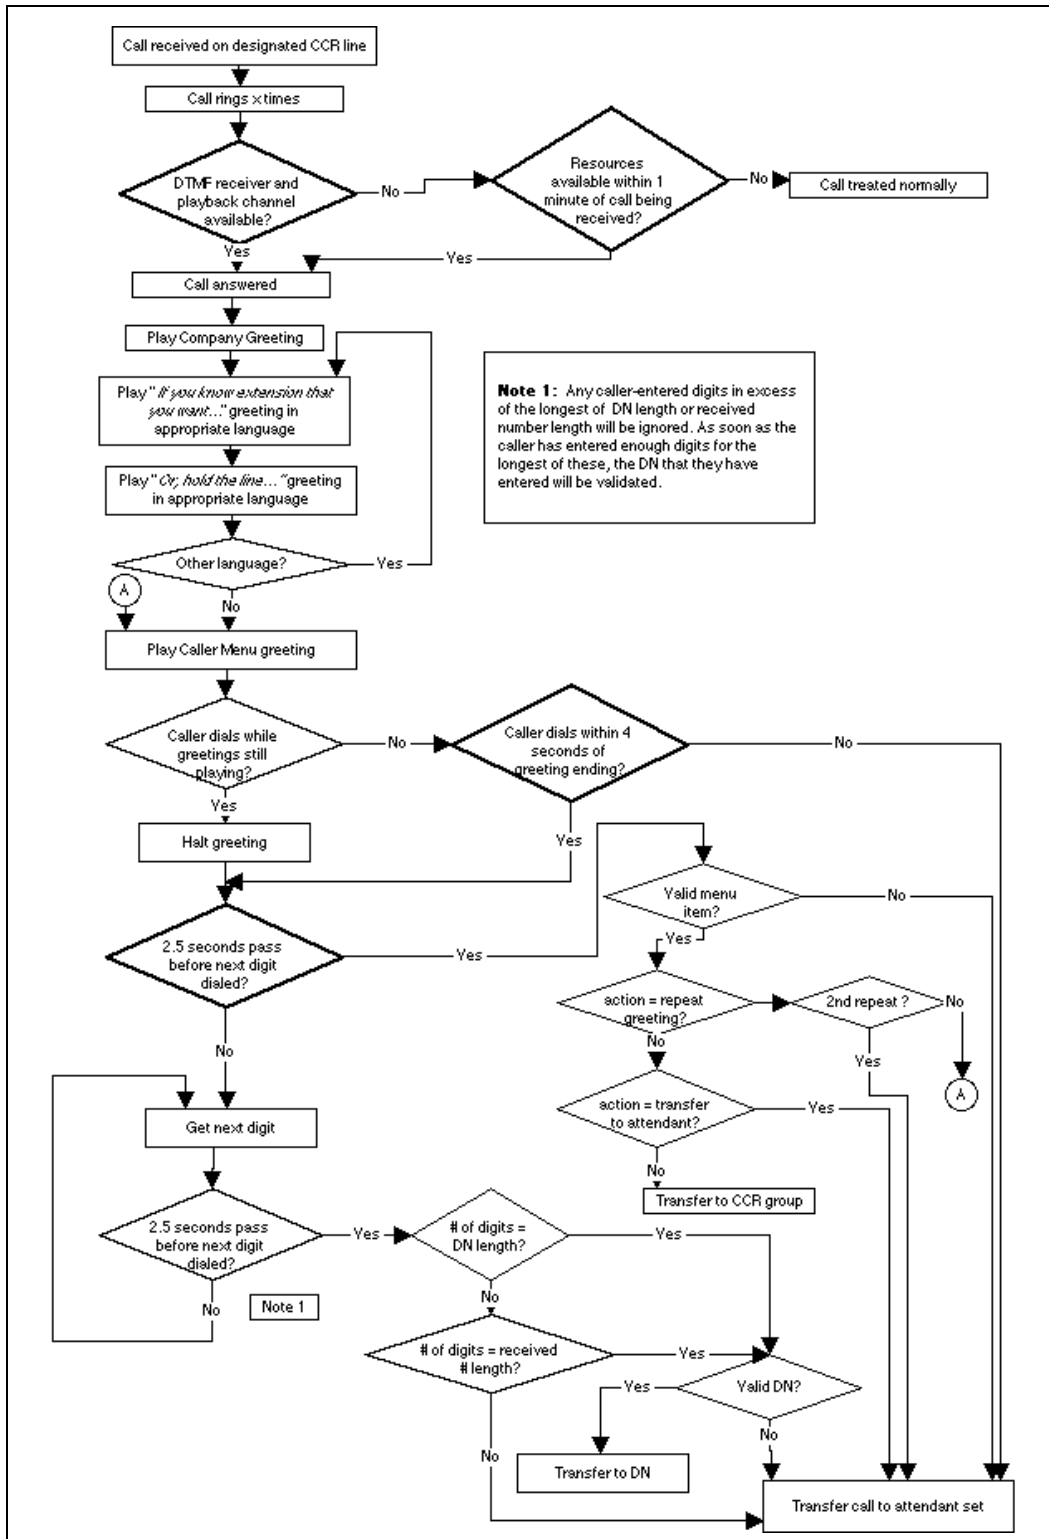 Call received on designated CCR line
Call rings x times
DTMF receiver and
playback channel
available?
No
Resources
available within 1
minute of call being
received?
No
Call treated normally
Yes
Yes
Call answered
Play Company Greeting
Play "If you know extension that
you want..." greeting in
appropriate language
Note 1: Any caller-entered digits in excess
of the longest of DN length or received
number length will be ignored. As soon as the
caller has entered enough digits for the
longest of these, the DN that they have
entered will be validated.
Play "Or, hold the line..." greeting
in appropriate language
Other language?
Yes
A
No
Play Caller Menu greeting
Caller dials while
greetings still
playing?
No
Caller dials within 4
seconds of
greeting ending?
No
Yes
Halt greeting
Yes
Valid menu
item?
No
Yes
2.5 seconds pass
before next digit
dialed?
Yes
action = repeat
greeting?
2nd repeat ?
No
No
Yes
No
A
action = transfer
to attendant?
Yes
Get next digit
No
Transfer to CCR group
2.5 seconds pass
before next digit
dialed?
Yes
# of digits =
DN length?
Yes
No
Note 1
No
# of digits = received
# length?
Yes
Valid DN?
Yes
No
No
Transfer to DN
Transfer call to attendant set